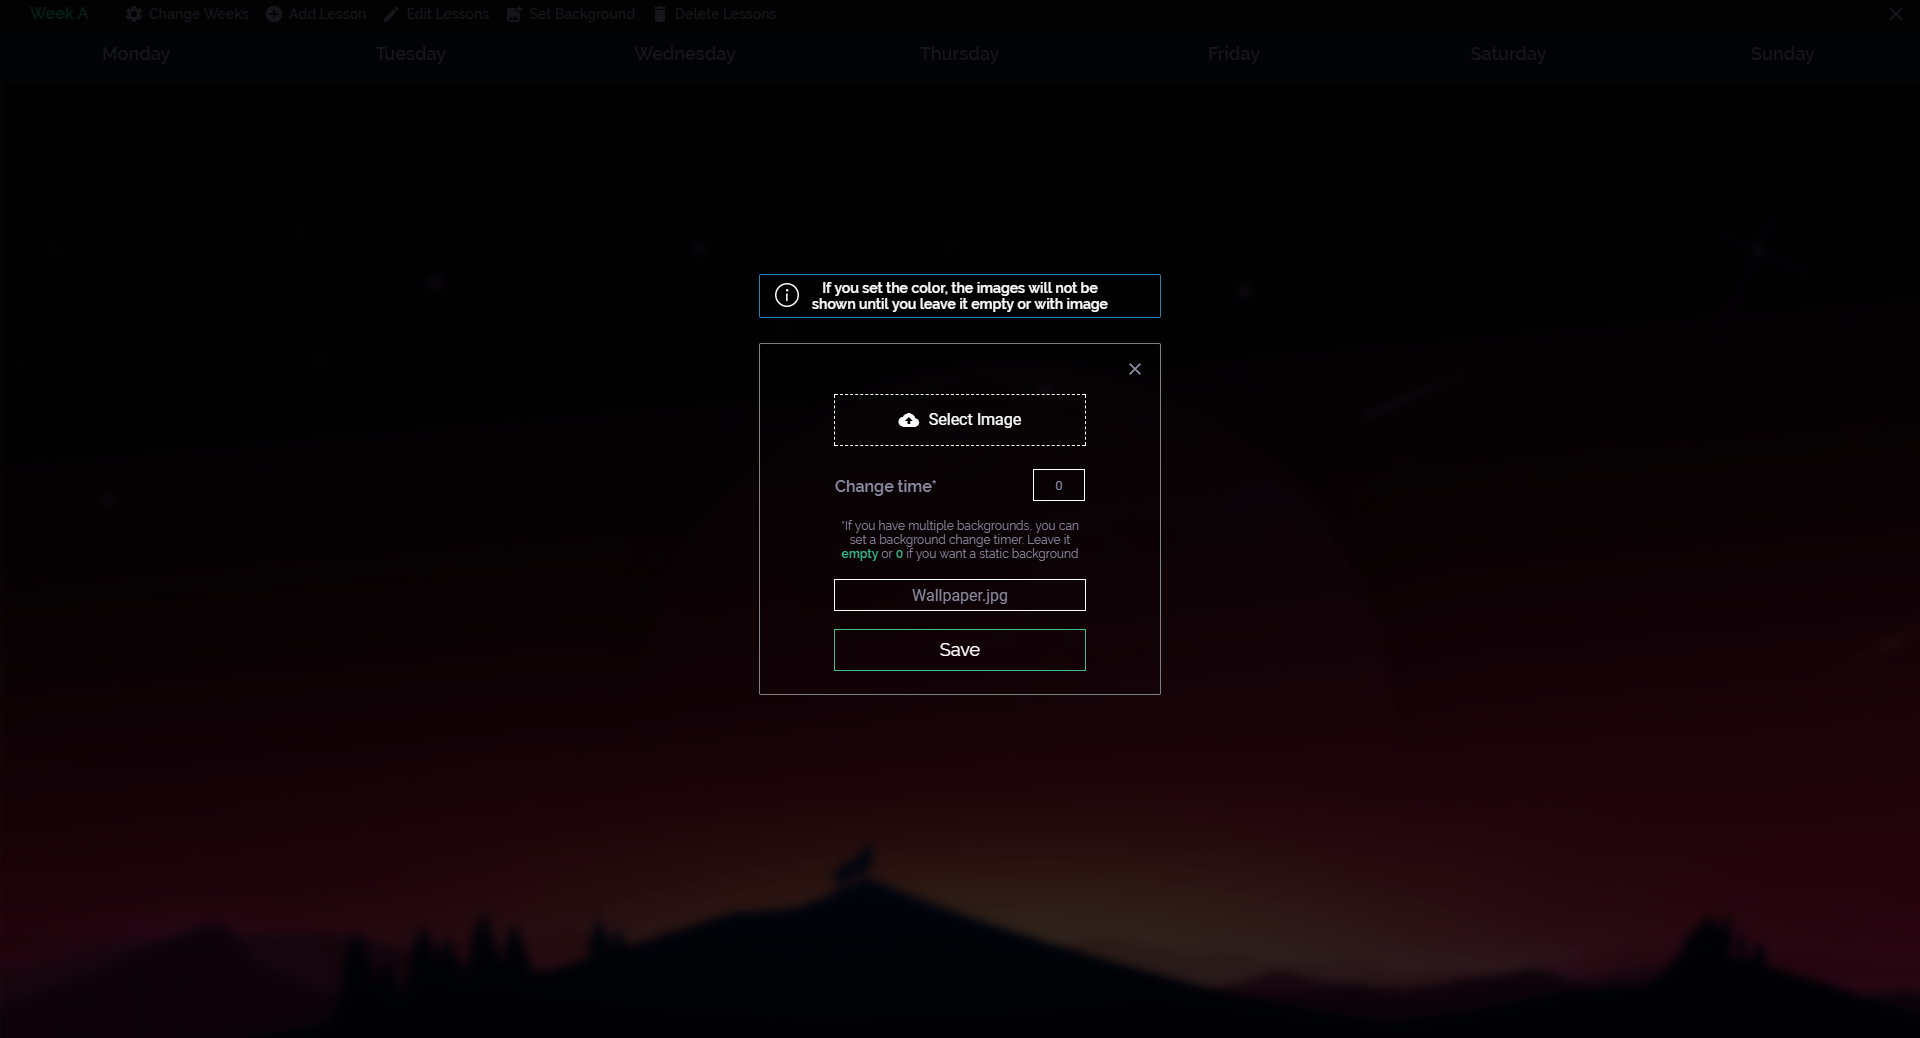 Week A Change Weeks Add Lesson Edit Lessons Set Background Delete Lessons
Monday Tuesday Wednesday Thursday Friday Saturday Sunday
If you set the color, the images will not be
shown until you leave it empty or with image
Select Image
Change time* 0
*If you have multiple backgrounds, you can
set a background change timer. Leave it
empty or 0 if you want a static background
Wallpaper.jpg
Save